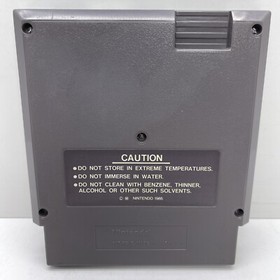 CAUTION
●DO NOT STORE IN EXTREME TEMPERATURES.
●DO NOT IMMERSE IN WATER.
●DO NOT CLEAN WITH BENZENE, THINNER,
ALCOHOL OR OTHER SUCH SOLVENTS.
NINTENDO 1985